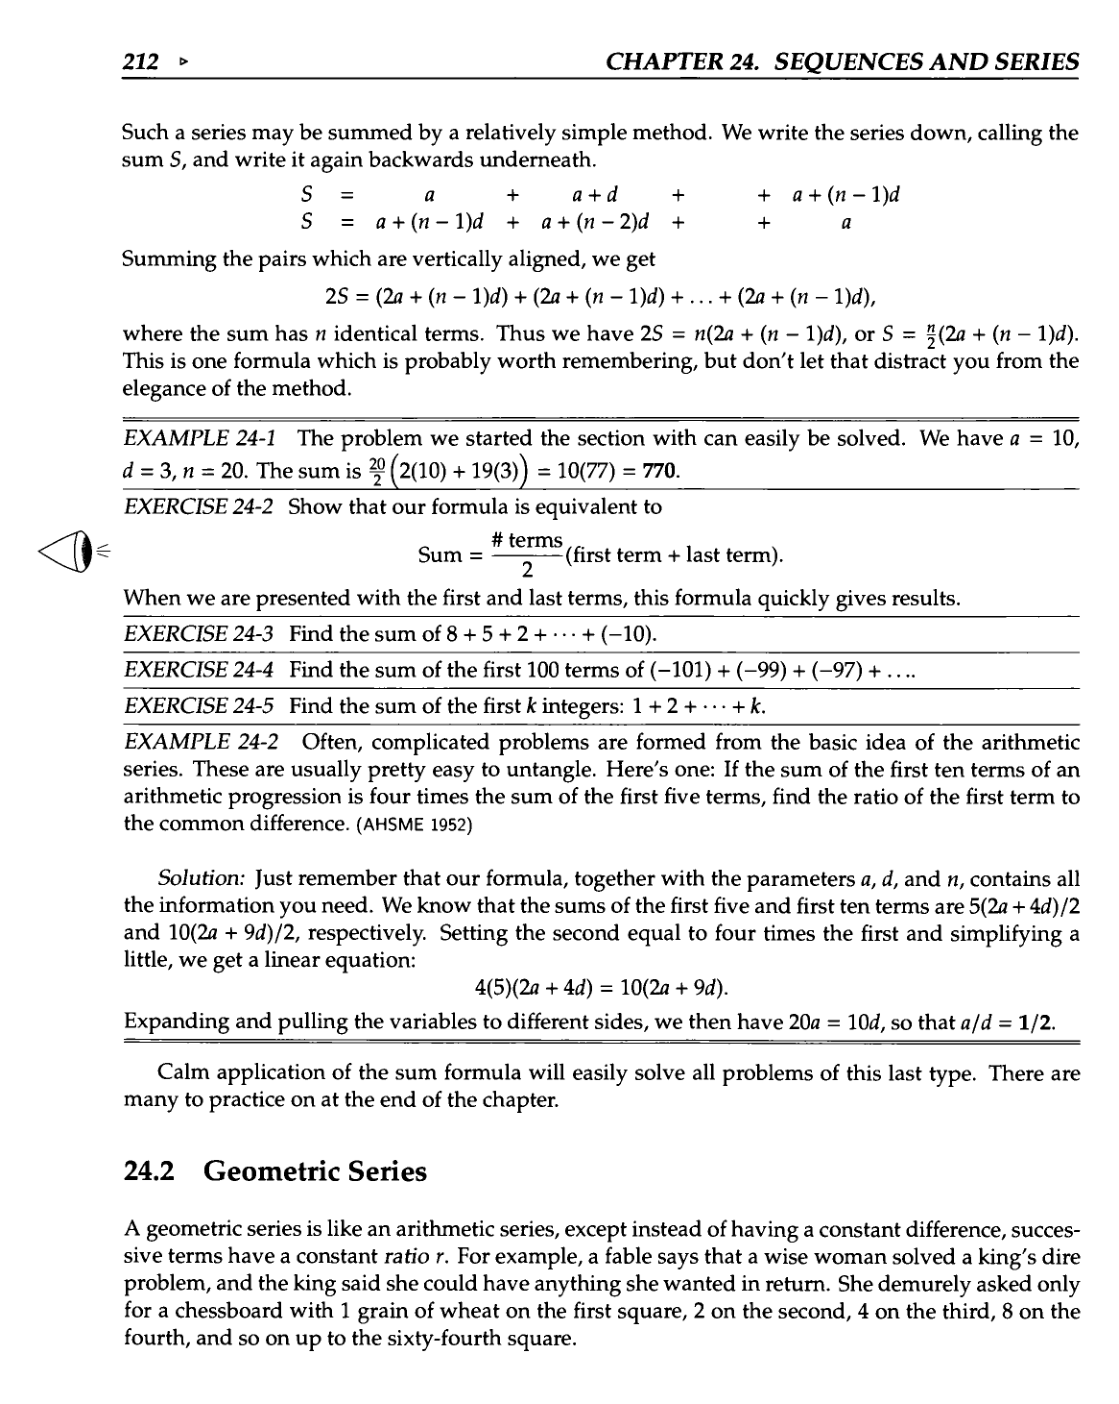 212 ▷ CHAPTER 24. SEQUENCES AND SERIES
Such a series may be summed by a relatively simple method. We write the series down, calling the
sum S, and write it again backwards underneath.
S = a + a + d + + a + (n − 1)d
S = a + (n − 1)d + a + (n − 2)d + + a
Summing the pairs which are vertically aligned, we get
2S = (2a + (n − 1)d) + (2a + (n − 1)d) + ... + (2a + (n − 1)d),
where the sum has n identical terms. Thus we have 2S = n(2a + (n − 1)d), or S = n/2(2a + (n − 1)d).
This is one formula which is probably worth remembering, but don't let that distract you from the
elegance of the method.
EXAMPLE 24-1 The problem we started the section with can easily be solved. We have a = 10,
d = 3, n = 20. The sum is 20/2 (2(10) + 19(3)) = 10(77) = 770.
EXERCISE 24-2 Show that our formula is equivalent to
Sum = # terms/2 (first term + last term).
When we are presented with the first and last terms, this formula quickly gives results.
EXERCISE 24-3 Find the sum of 8 + 5 + 2 + ··· + (−10).
EXERCISE 24-4 Find the sum of the first 100 terms of (−101) + (−99) + (−97) + ....
EXERCISE 24-5 Find the sum of the first k integers: 1 + 2 + ··· + k.
EXAMPLE 24-2 Often, complicated problems are formed from the basic idea of the arithmetic
series. These are usually pretty easy to untangle. Here's one: If the sum of the first ten terms of an
arithmetic progression is four times the sum of the first five terms, find the ratio of the first term to
the common difference. (AHSME 1952)
Solution: Just remember that our formula, together with the parameters a, d, and n, contains all
the information you need. We know that the sums of the first five and first ten terms are 5(2a + 4d)/2
and 10(2a + 9d)/2, respectively. Setting the second equal to four times the first and simplifying a
little, we get a linear equation:
4(5)(2a + 4d) = 10(2a + 9d).
Expanding and pulling the variables to different sides, we then have 20a = 10d, so that a/d = 1/2.
Calm application of the sum formula will easily solve all problems of this last type. There are
many to practice on at the end of the chapter.
24.2 Geometric Series
A geometric series is like an arithmetic series, except instead of having a constant difference, succes-
sive terms have a constant ratio r. For example, a fable says that a wise woman solved a king's dire
problem, and the king said she could have anything she wanted in return. She demurely asked only
for a chessboard with 1 grain of wheat on the first square, 2 on the second, 4 on the third, 8 on the
fourth, and so on up to the sixty-fourth square.